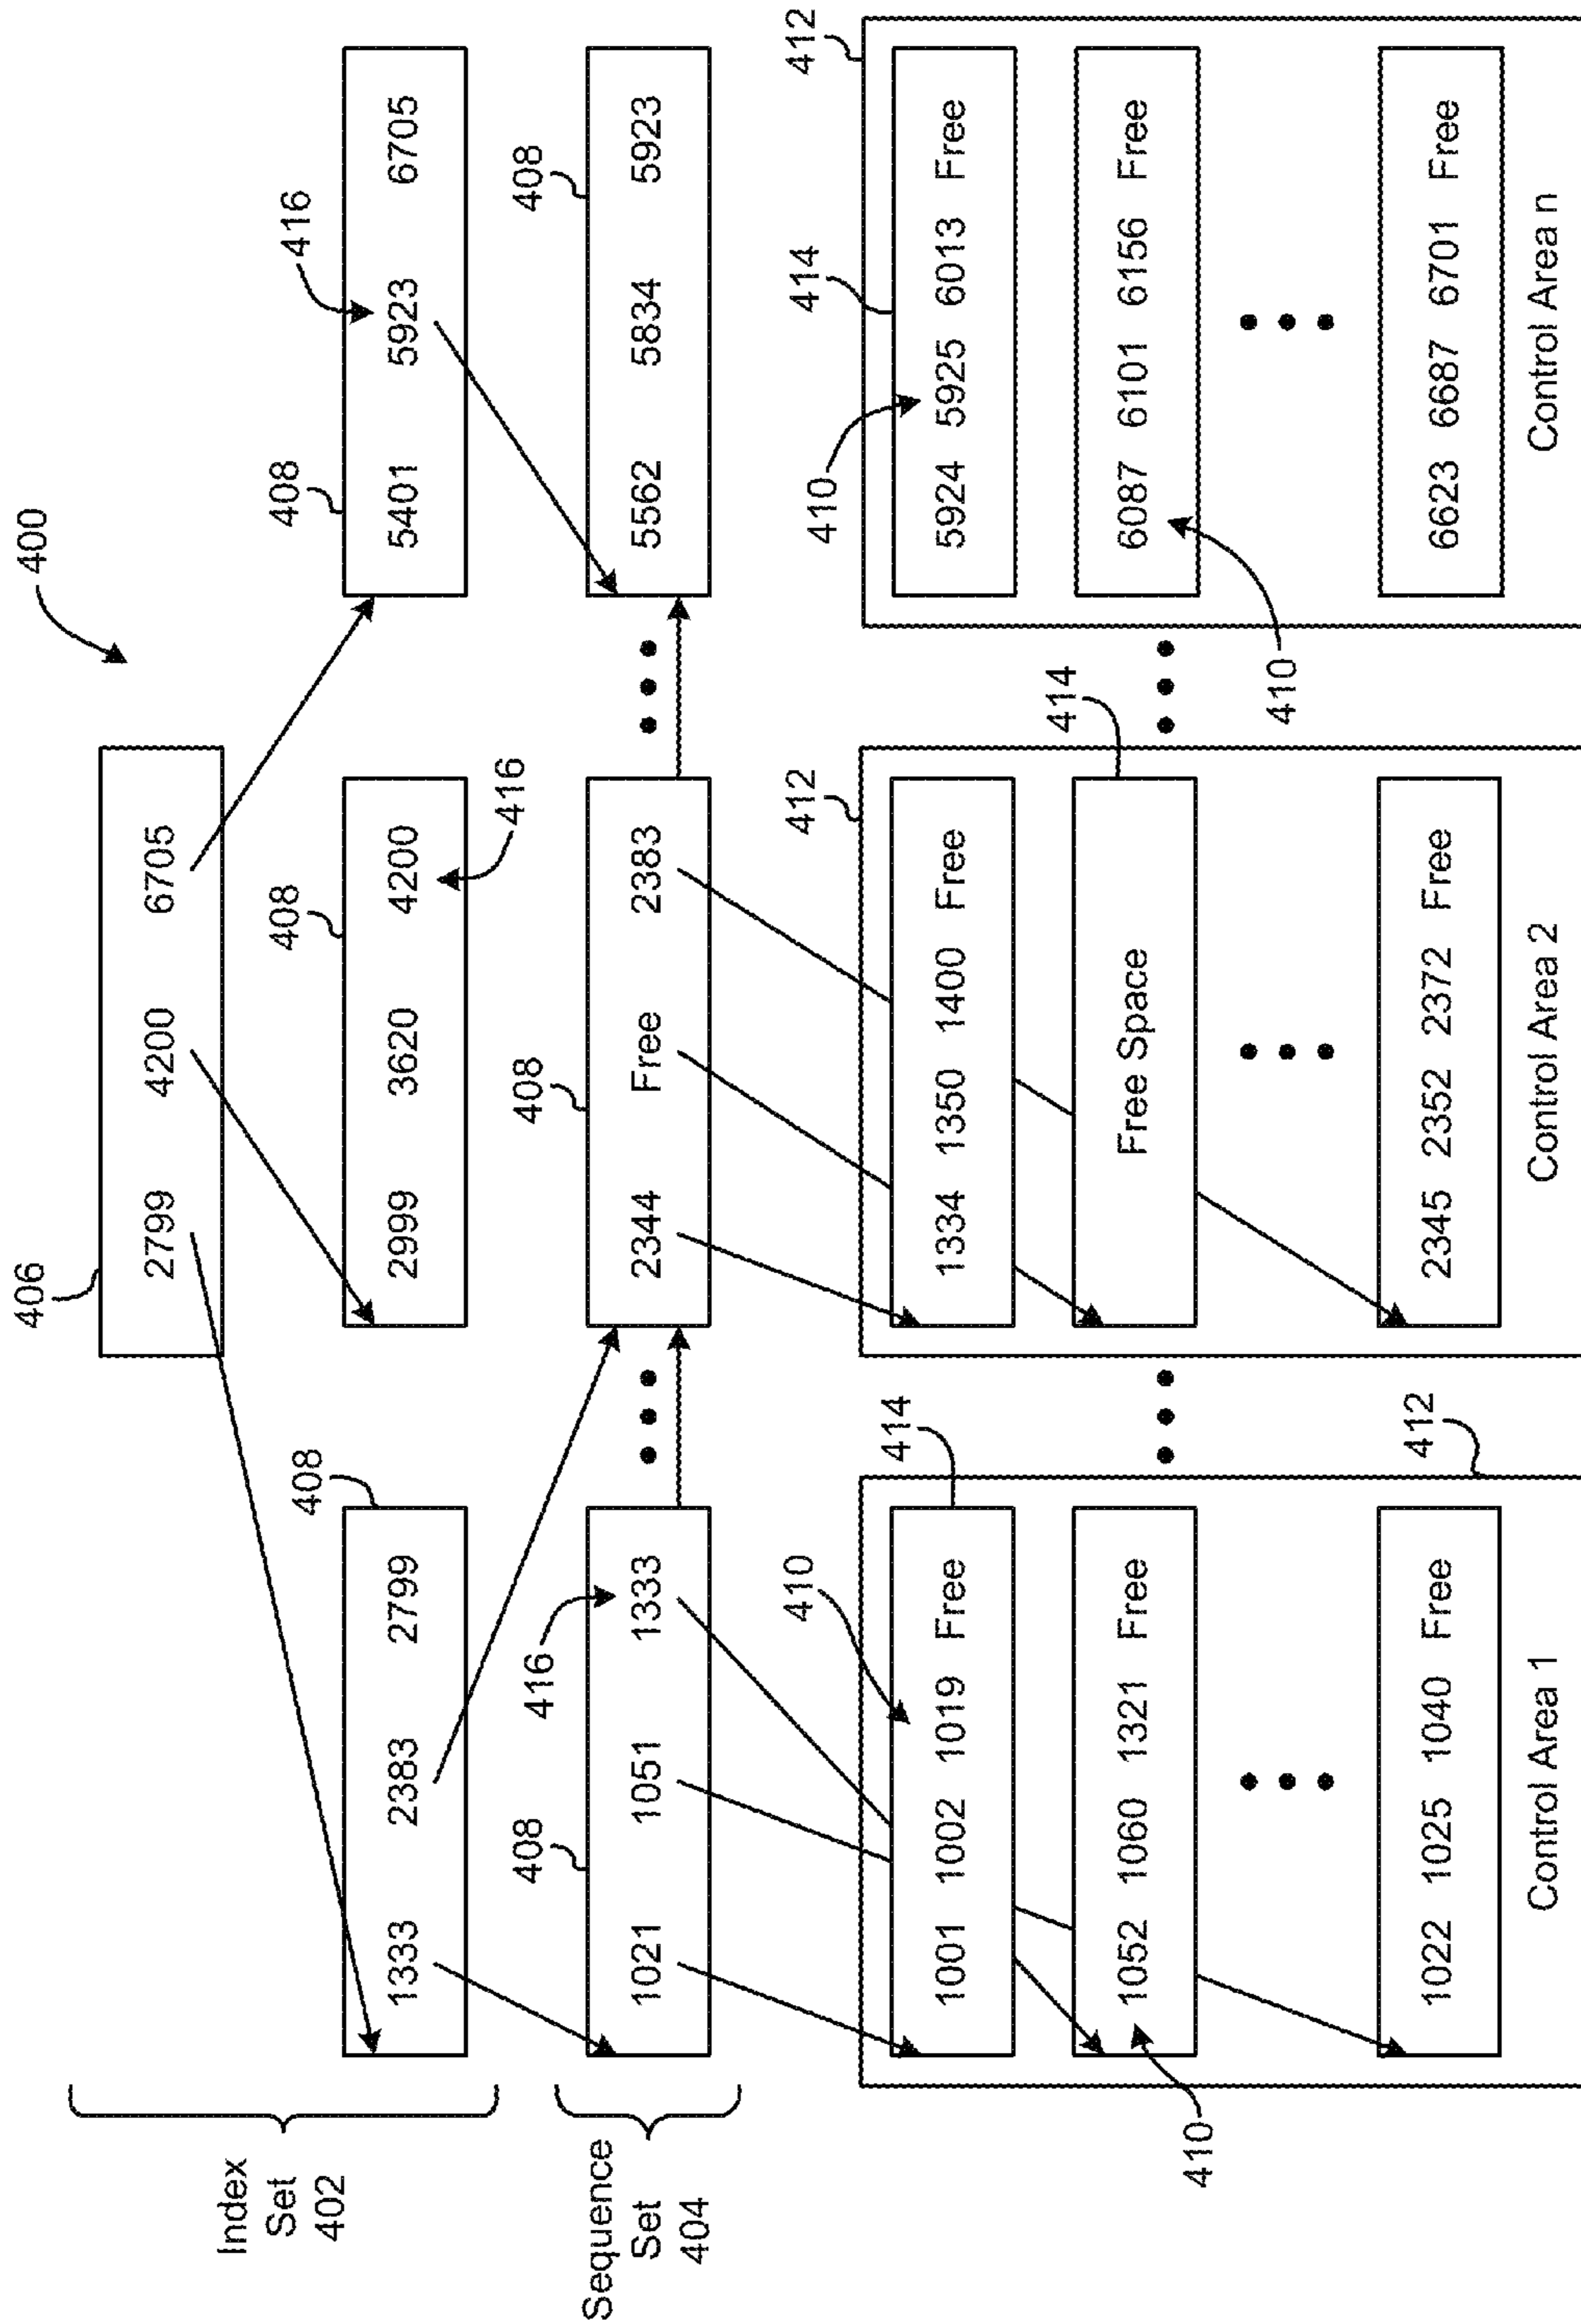 400
406
2799 4200 6705
Index
Set
402
408
1333 2383 2799
408
2999 3620 4200
416
408
416
5401 5923 6705
Sequence
Set
404
408
416
1021 1051 1333
408
2344 Free 2383
408
5562 5834 5923
410
414
1001 1002 1019 Free
1052 1060 1321 Free
410
1022 1025 1040 Free
Control Area 1
412
412
1334 1350 1400 Free
414
Free Space
2345 2352 2372 Free
Control Area 2
412
410
414
5924 5925 6013 Free
6087 6101 6156 Free
410
6623 6687 6701 Free
Control Area n